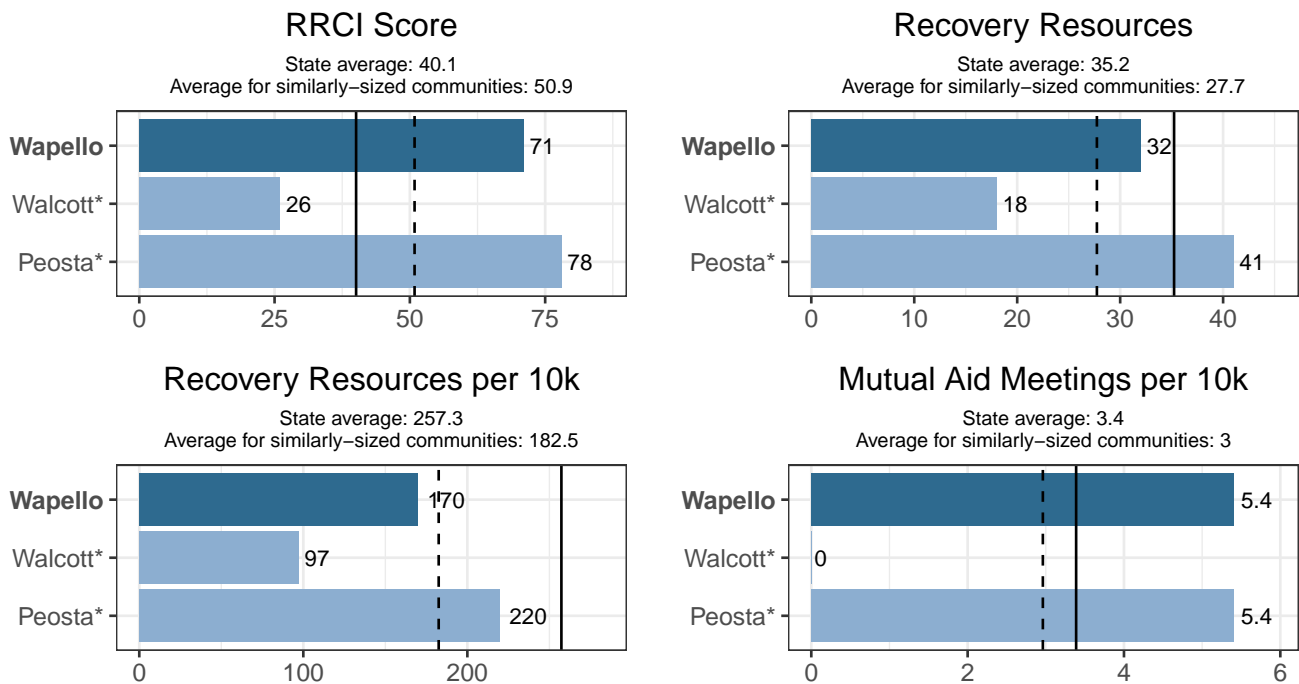 RRCI Score
State average: 40.1
Average for similarly−sized communities: 50.9
Wapello
71
Walcott*
26
Peosta*
78
0 25 50 75
Recovery Resources
State average: 35.2
Average for similarly−sized communities: 27.7
Wapello
32
Walcott*
18
Peosta*
41
0 10 20 30 40
Recovery Resources per 10k
State average: 257.3
Average for similarly−sized communities: 182.5
Wapello
170
Walcott*
97
Peosta*
220
0 100 200
Mutual Aid Meetings per 10k
State average: 3.4
Average for similarly−sized communities: 3
Wapello
5.4
Walcott*
0
Peosta*
5.4
0 2 4 6